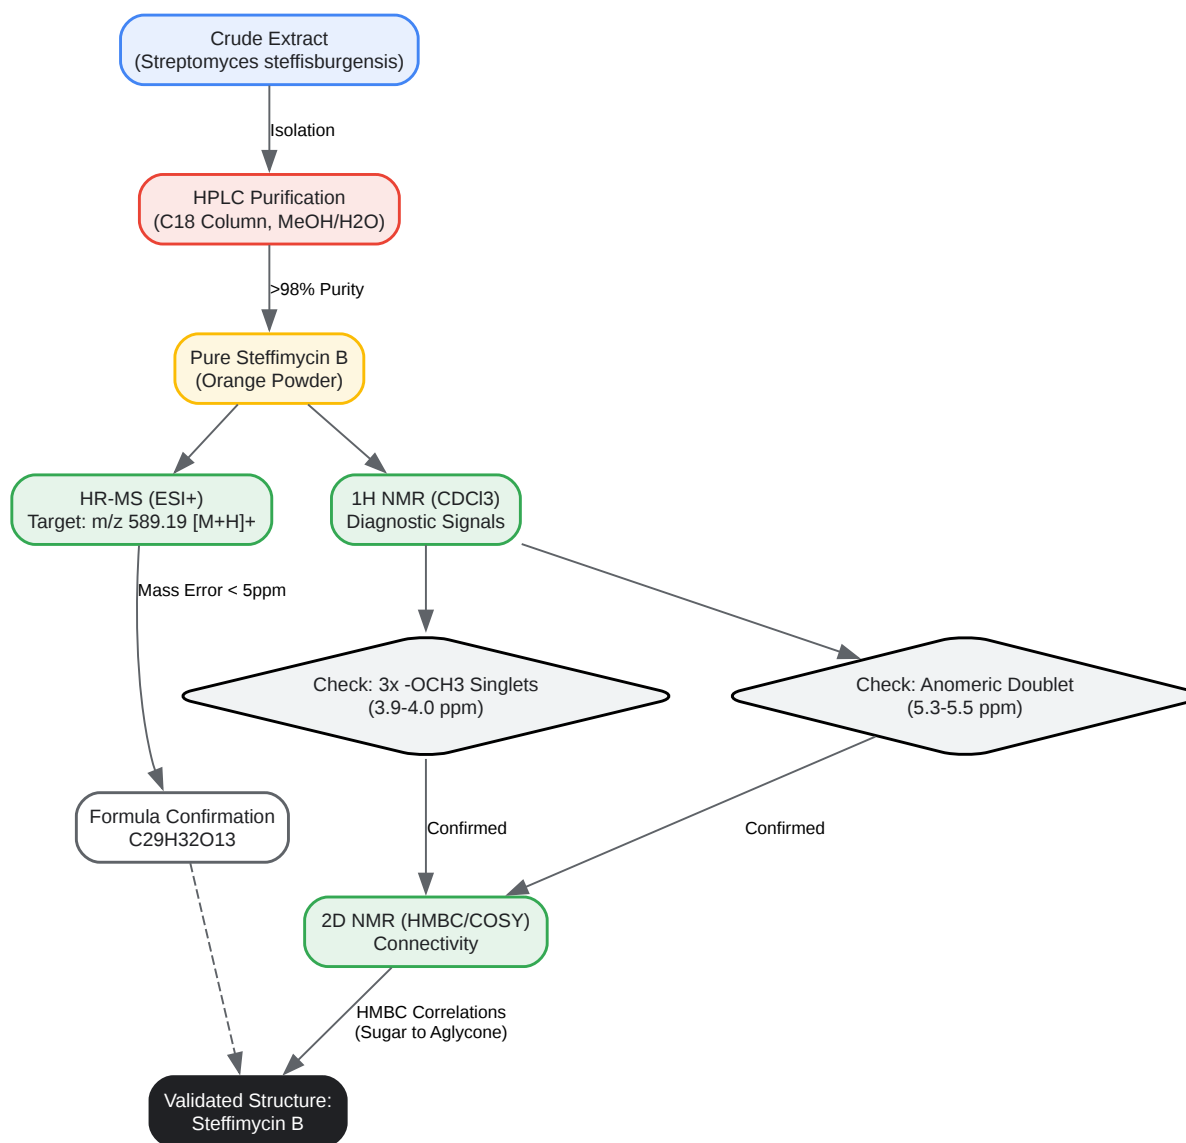 Crude Extract
(Streptomyces steffisburgensis)
Isolation
HPLC Purification
(C18 Column, MeOH/H2O)
>98% Purity
Pure Steffimycin B
(Orange Powder)
HR-MS (ESI+)
Target: m/z 589.19 [M+H]+
1H NMR (CDCl3)
Diagnostic Signals
Mass Error < 5ppm
Check: 3x -OCH3 Singlets
(3.9-4.0 ppm)
Check: Anomeric Doublet
(5.3-5.5 ppm)
Formula Confirmation
C29H32O13
Confirmed
Confirmed
2D NMR (HMBC/COSY)
Connectivity
HMBC Correlations
(Sugar to Aglycone)
Validated Structure:
Steffimycin B